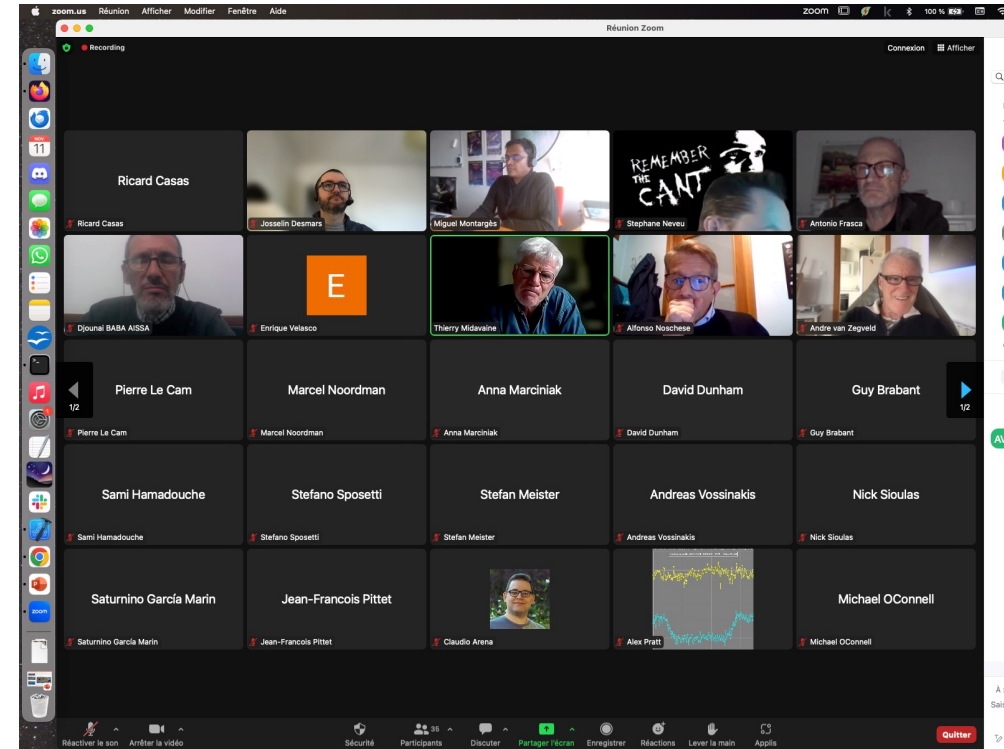 zoom.us Réunion Afficher Modifier Fenêtre Aide
zoom 100 %
Réunion Zoom
Recording
Connexion Afficher
NOV
11
Ricard Casas
Ricard Casas
Josselin Desmars
Miguel Montargès
REMEMBER
THE
CANT
Stephane Neveu
Antonio Frasca
Djounai BABA AISSA
E
Enrique Velasco
Thierry Midavaine
Alfonso Noschese
Andre van Zegveld
1/2
Pierre Le Cam
Pierre Le Cam
Marcel Noordman
Marcel Noordman
Anna Marciniak
Anna Marciniak
David Dunham
David Dunham
Guy Brabant
Guy Brabant
1/2
Sami Hamadouche
Sami Hamadouche
Stefano Sposetti
Stefano Sposetti
Stefan Meister
Stefan Meister
Andreas Vossinakis
Andreas Vossinakis
Nick Sioulas
Nick Sioulas
AV
Saturnino García Marin
Saturnino García Marin
Jean-Francois Pittet
Jean-Francois Pittet
Claudio Arena
Alex Pratt
Michael OConnell
Michael OConnell
zoom
À
Sais
Réactiver le son Arrêter la vidéo Sécurité Participants 35 Discuter Partager l'écran Enregistrer Réactions Lever la main Applis Quitter